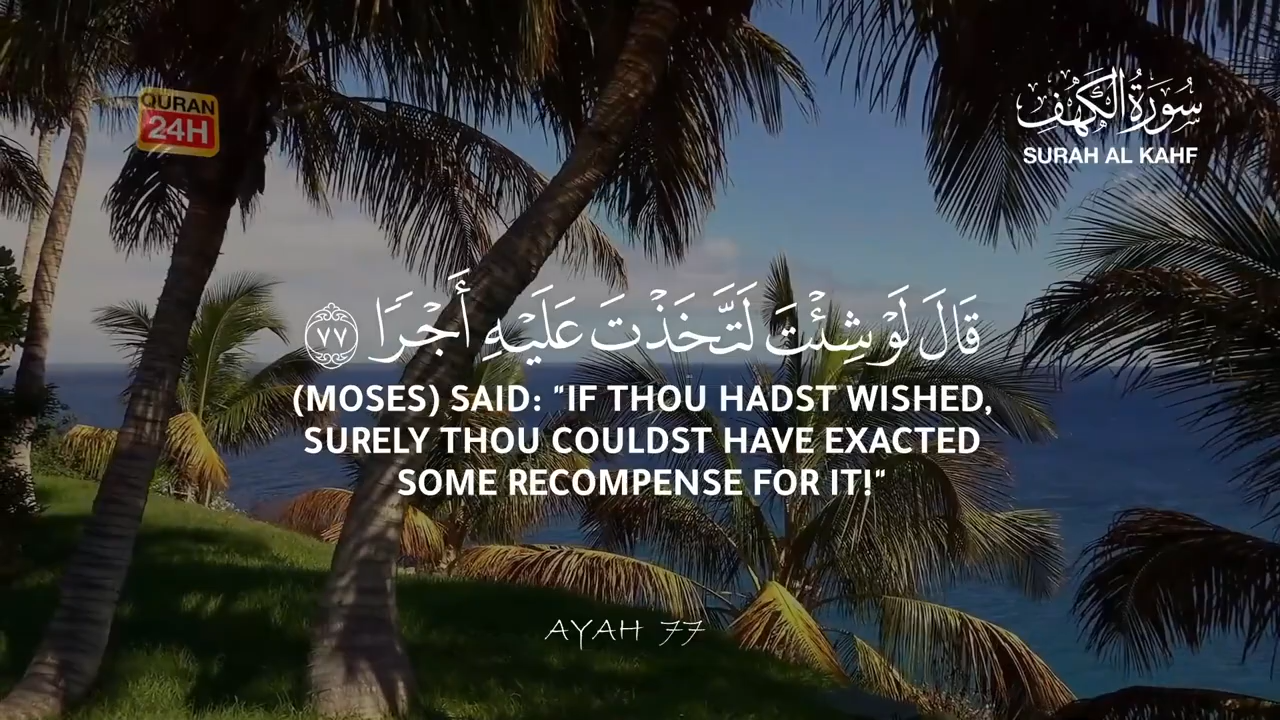 QURAN
24H
سُورَةُ الكَهْفِ
SURAH AL KAHF
قَالَ لَوْ شِئْتَ لَتَّخَذْتَ عَلَيْهِ أَجْرًا ٧٧
(MOSES) SAID: "IF THOU HADST WISHED,
SURELY THOU COULDST HAVE EXACTED
SOME RECOMPENSE FOR IT!"
AYAH 77